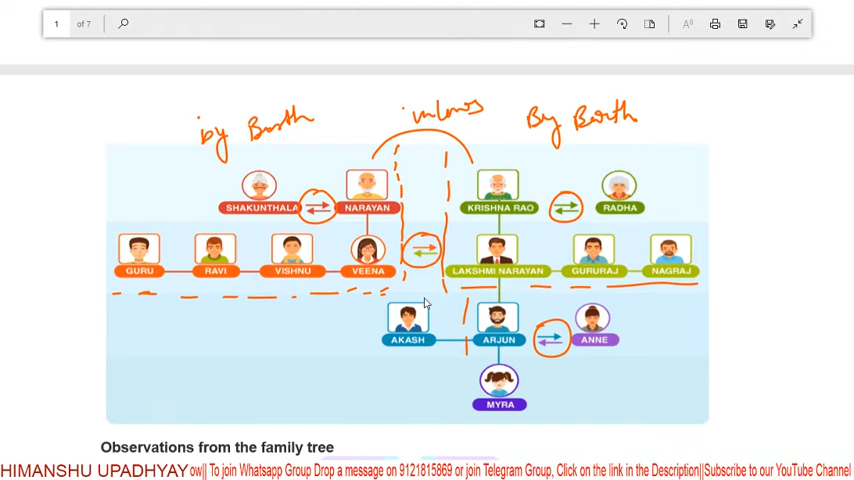 1 of 7
by Birth inlows By Birth
SHAKUNTHALA NARAYAN KRISHNA RAO RADHA
GURU RAVI VISHNU VEENA LAKSHMI NARAYAN GURURAJ NAGRAJ
AKASH ARJUN ANNE
MYRA
Observations from the family tree
HIMANSHU UPADHYAY ow|| To join Whatsapp Group Drop a message on 9121815869 or join Telegram Group, Click on the link in the Description||Subscribe to our YouTube Channel